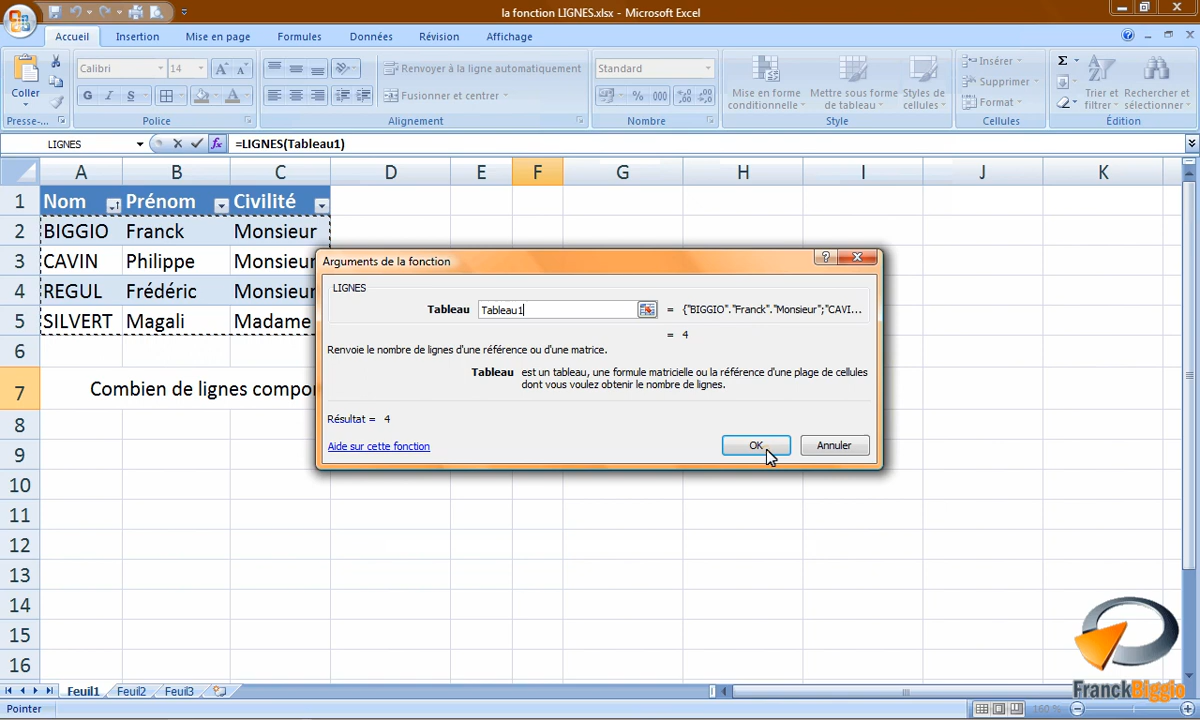 la fonction LIGNES.xlsx - Microsoft Excel
Accueil Insertion Mise en page Formules Données Révision Affichage
Coller
Calibri 14
G I S
Renvoyer à la ligne automatiquement
Fusionner et centrer
Standard
% 000
Mise en forme conditionnelle
Mettre sous forme de tableau
Styles de cellules
Insérer
Supprimer
Format
Σ
Trier et filtrer
Rechercher et sélectionner
Presse-... Police Alignement Nombre Style Cellules Édition
LIGNES =LIGNES(Tableau1)
A B C D E F G H I J K
1 Nom Prénom Civilité
2 BIGGIO Franck Monsieur
3 CAVIN Philippe Monsieur
4 REGUL Frédéric Monsieur
5 SILVERT Magali Madame
6
7 Combien de lignes compor
8
9
10
11
12
13
14
15
16
Arguments de la fonction
LIGNES
Tableau Tableau1 = {"BIGGIO"."Franck"."Monsieur";"CAVI...
= 4
Renvoie le nombre de lignes d'une référence ou d'une matrice.
Tableau est un tableau, une formule matricielle ou la référence d'une plage de cellules
dont vous voulez obtenir le nombre de lignes.
Résultat = 4
Aide sur cette fonction
OK Annuler
FranckBiggio
Feuil1 Feuil2 Feuil3
Pointer 160 %